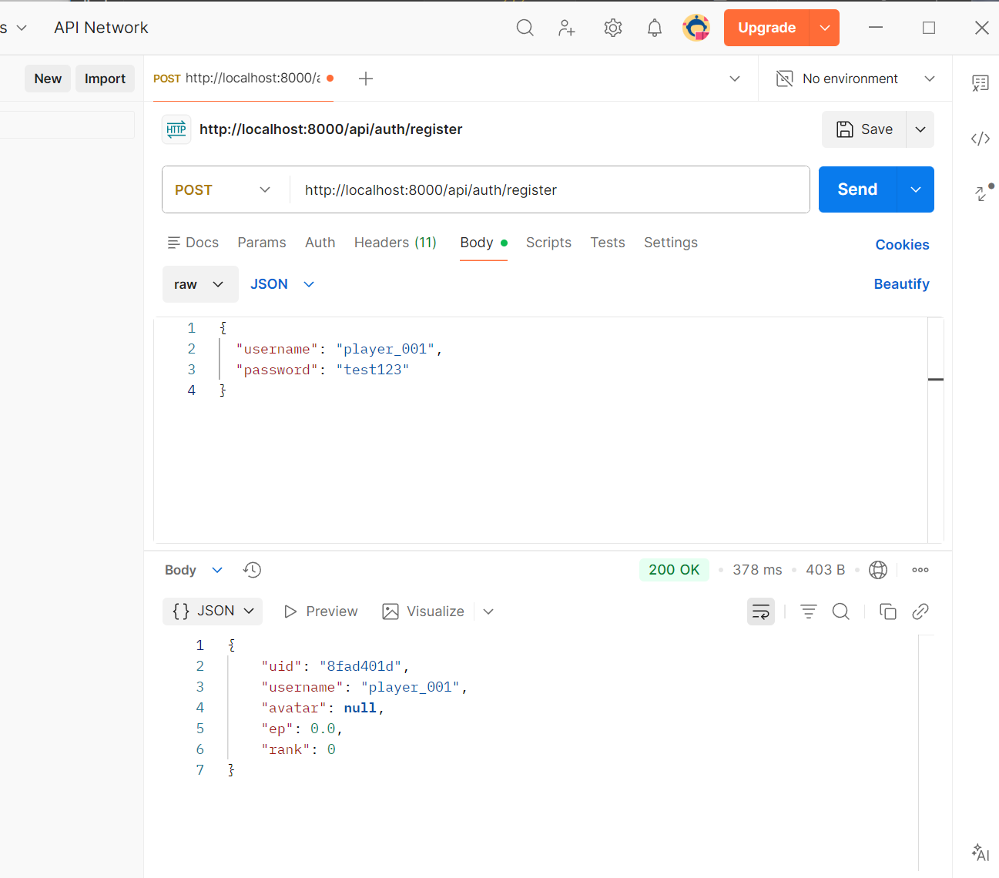 s API Network Upgrade
New Import POST http://localhost:8000/a No environment
HTTP http://localhost:8000/api/auth/register Save
POST http://localhost:8000/api/auth/register Send
Docs Params Auth Headers (11) Body Scripts Tests Settings Cookies
raw JSON Beautify
1 {
2 "username": "player_001",
3 "password": "test123"
4 }
Body 200 OK 378 ms 403 B
{} JSON Preview Visualize
1 {
2 "uid": "8fad401d",
3 "username": "player_001",
4 "avatar": null,
5 "ep": 0.0,
6 "rank": 0
7 }
AI